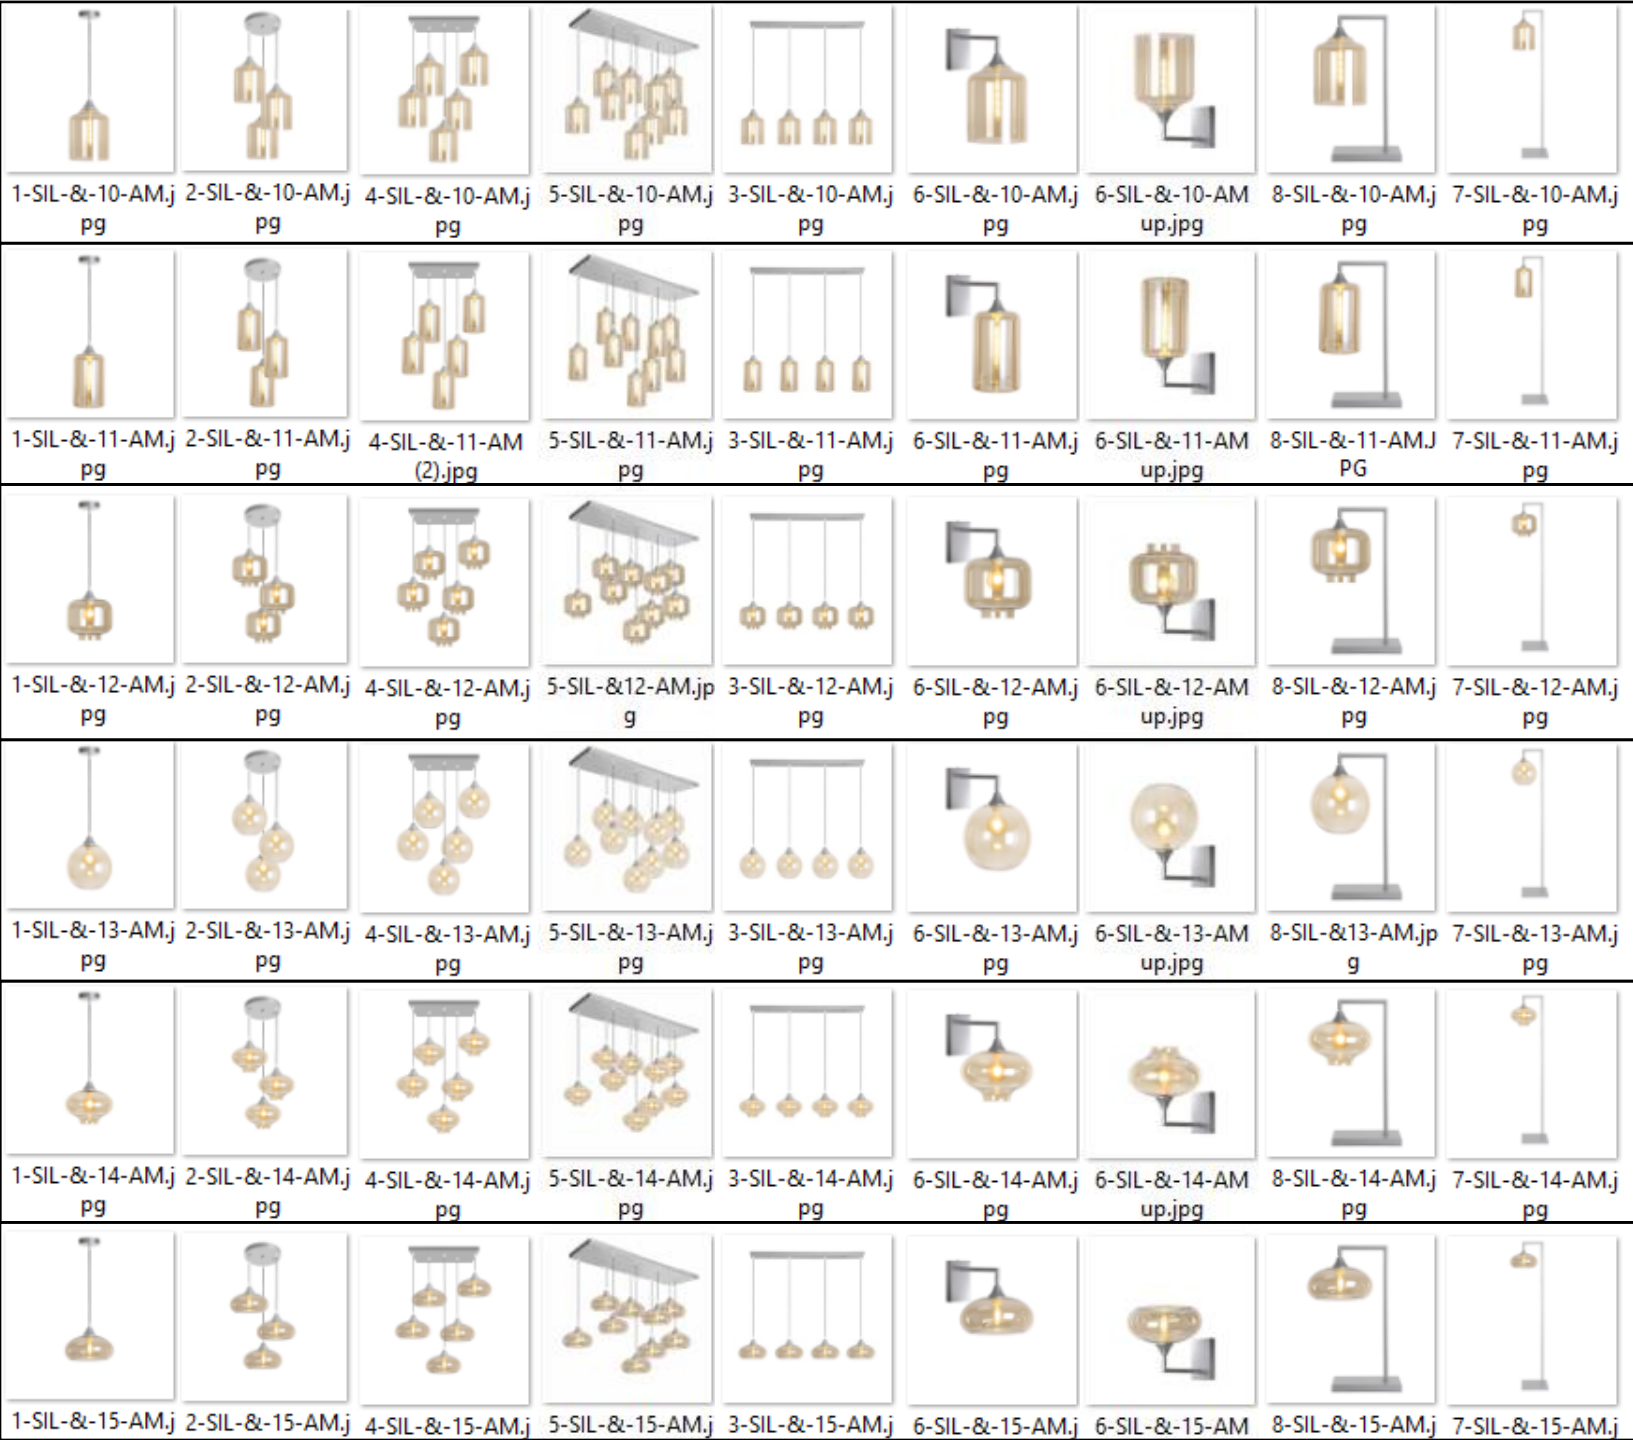 1-SIL-&-10-AM.j 2-SIL-&-10-AM.j 4-SIL-&-10-AM.j 5-SIL-&-10-AM.j 3-SIL-&-10-AM.j 6-SIL-&-10-AM.j 6-SIL-&-10-AM 8-SIL-&-10-AM.j 7-SIL-&-10-AM.j
pg pg pg pg pg pg up.jpg pg pg
1-SIL-&-11-AM.j 2-SIL-&-11-AM.j 4-SIL-&-11-AM 5-SIL-&-11-AM.j 3-SIL-&-11-AM.j 6-SIL-&-11-AM.j 6-SIL-&-11-AM 8-SIL-&-11-AM.J 7-SIL-&-11-AM.j
pg pg (2).jpg pg pg pg up.jpg PG pg
1-SIL-&-12-AM.j 2-SIL-&-12-AM.j 4-SIL-&-12-AM.j 5-SIL-&12-AM.jp 3-SIL-&-12-AM.j 6-SIL-&-12-AM.j 6-SIL-&-12-AM 8-SIL-&-12-AM.j 7-SIL-&-12-AM.j
pg pg pg g pg pg up.jpg pg pg
1-SIL-&-13-AM.j 2-SIL-&-13-AM.j 4-SIL-&-13-AM.j 5-SIL-&-13-AM.j 3-SIL-&-13-AM.j 6-SIL-&-13-AM.j 6-SIL-&-13-AM 8-SIL-&13-AM.jp 7-SIL-&-13-AM.j
pg pg pg pg pg pg up.jpg g pg
1-SIL-&-14-AM.j 2-SIL-&-14-AM.j 4-SIL-&-14-AM.j 5-SIL-&-14-AM.j 3-SIL-&-14-AM.j 6-SIL-&-14-AM.j 6-SIL-&-14-AM 8-SIL-&-14-AM.j 7-SIL-&-14-AM.j
pg pg pg pg pg pg up.jpg pg pg
1-SIL-&-15-AM.j 2-SIL-&-15-AM.j 4-SIL-&-15-AM.j 5-SIL-&-15-AM.j 3-SIL-&-15-AM.j 6-SIL-&-15-AM.j 6-SIL-&-15-AM 8-SIL-&-15-AM.j 7-SIL-&-15-AM.j